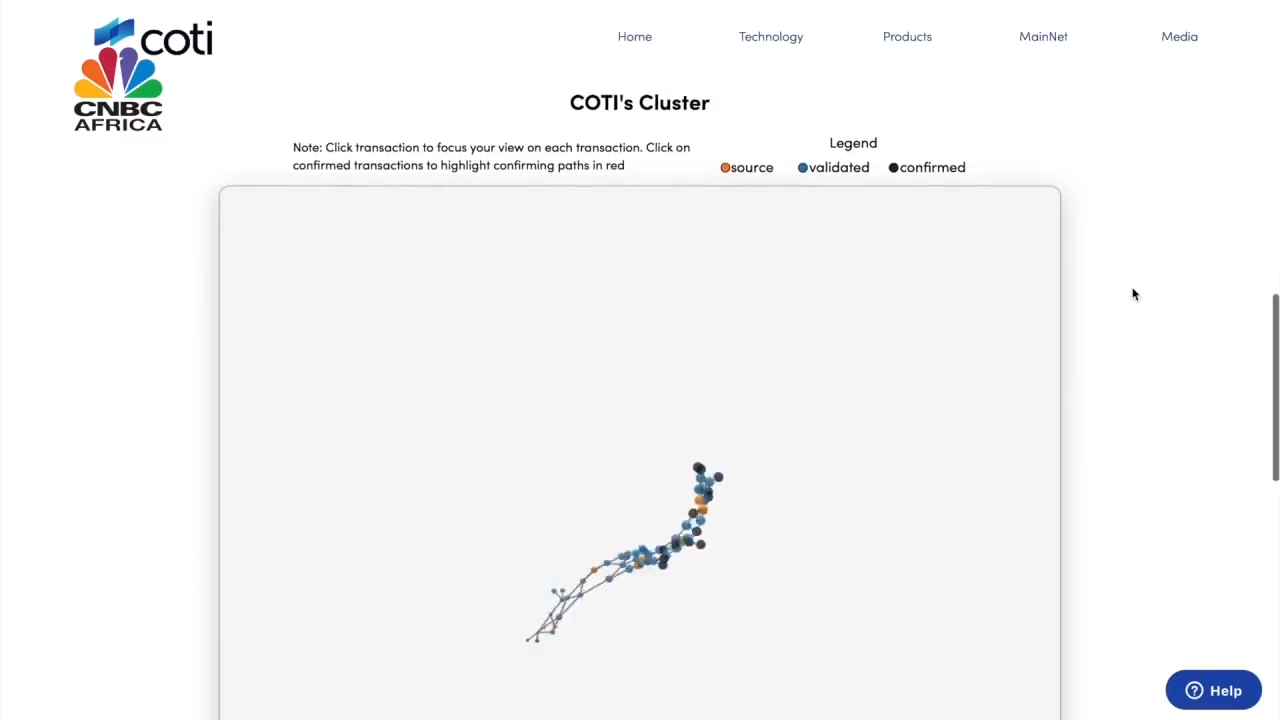 coti
CNBC
AFRICA
Home
Technology
Products
MainNet
Media
COTI's Cluster
Note: Click transaction to focus your view on each transaction. Click on
confirmed transactions to highlight confirming paths in red
Legend
source
validated
confirmed
? Help